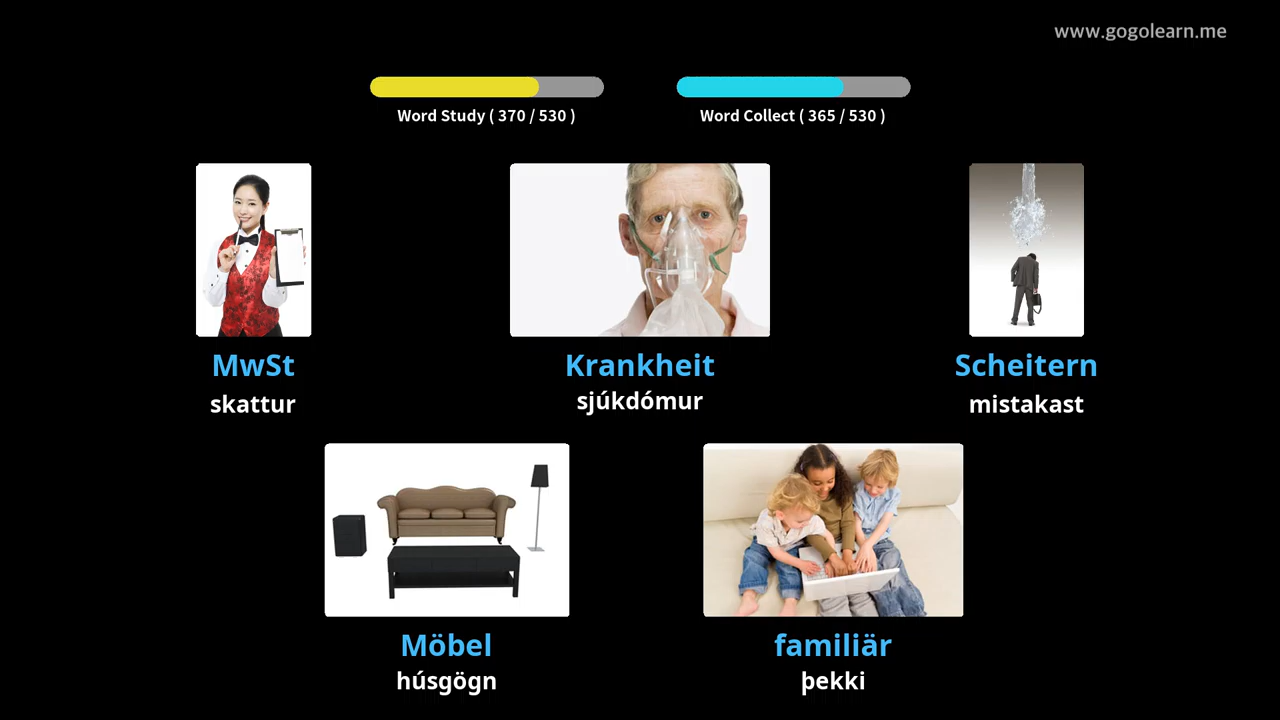 www.gogolearn.me
Word Study ( 370 / 530 )
Word Collect ( 365 / 530 )
MwSt
skattur
Krankheit
sjúkdómur
Scheitern
mistakast
Möbel
húsgögn
familiär
þekki